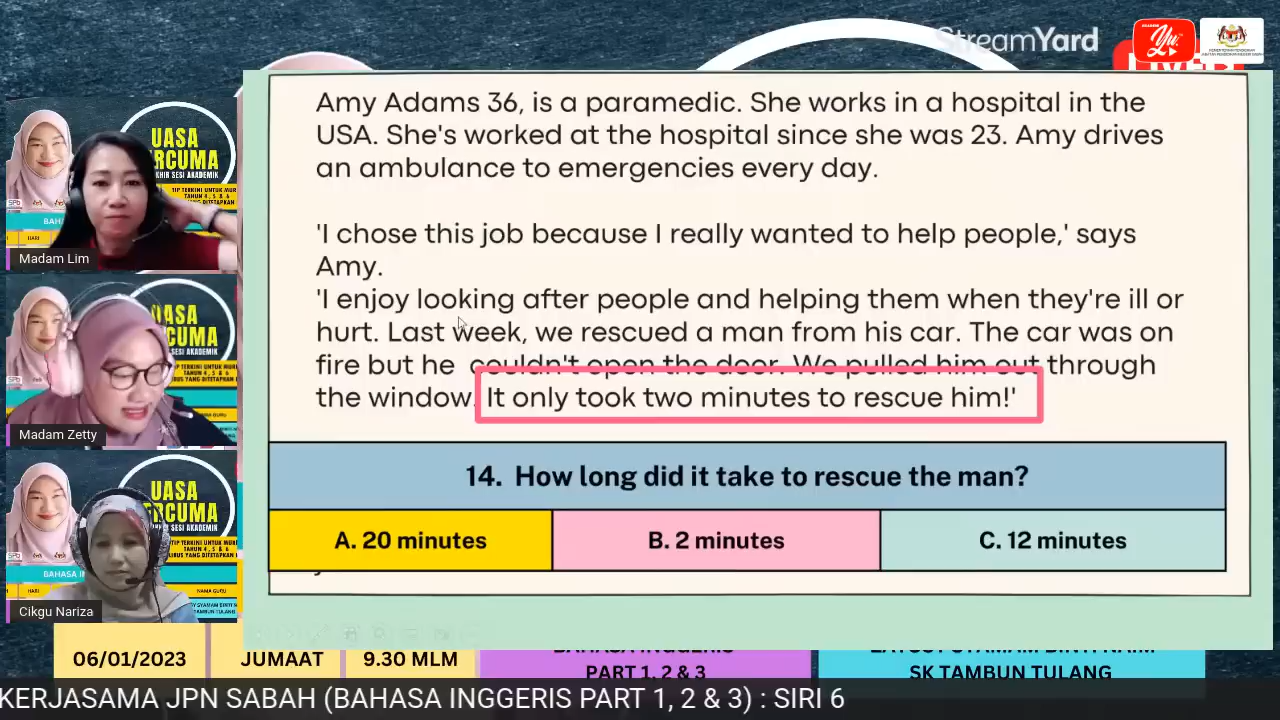 StreamYard
Amy Adams 36, is a paramedic. She works in a hospital in the
USA. She's worked at the hospital since she was 23. Amy drives
an ambulance to emergencies every day.
'I chose this job because I really wanted to help people,' says
Amy.
'I enjoy looking after people and helping them when they're ill or
hurt. Last week, we rescued a man from his car. The car was on
fire but he couldn't open the door. We pulled him out through
the window. It only took two minutes to rescue him!'
14. How long did it take to rescue the man?
A. 20 minutes
B. 2 minutes
C. 12 minutes
UASA
Madam Lim
UASA
Madam Zetty
UASA
Cikgu Nariza
06/01/2023
JUMAAT
9.30 MLM
BAHASA INGGERIS
PART 1, 2 & 3
SK TAMBUN TULANG
KERJASAMA JPN SABAH (BAHASA INGGERIS PART 1, 2 & 3) : SIRI 6